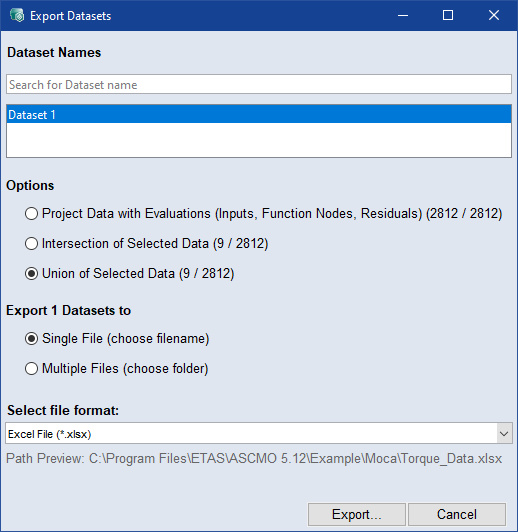 Export Datasets
Dataset Names
Search for Dataset name
Dataset 1
Options
Project Data with Evaluations (Inputs, Function Nodes, Residuals) (2812 / 2812)
Intersection of Selected Data (9 / 2812)
Union of Selected Data (9 / 2812)
Export 1 Datasets to
Single File (choose filename)
Multiple Files (choose folder)
Select file format:
Excel File (*.xlsx)
Path Preview: C:\Program Files\ETAS\ASCMO 5.12\Example\Moca\Torque_Data.xlsx
Export... Cancel